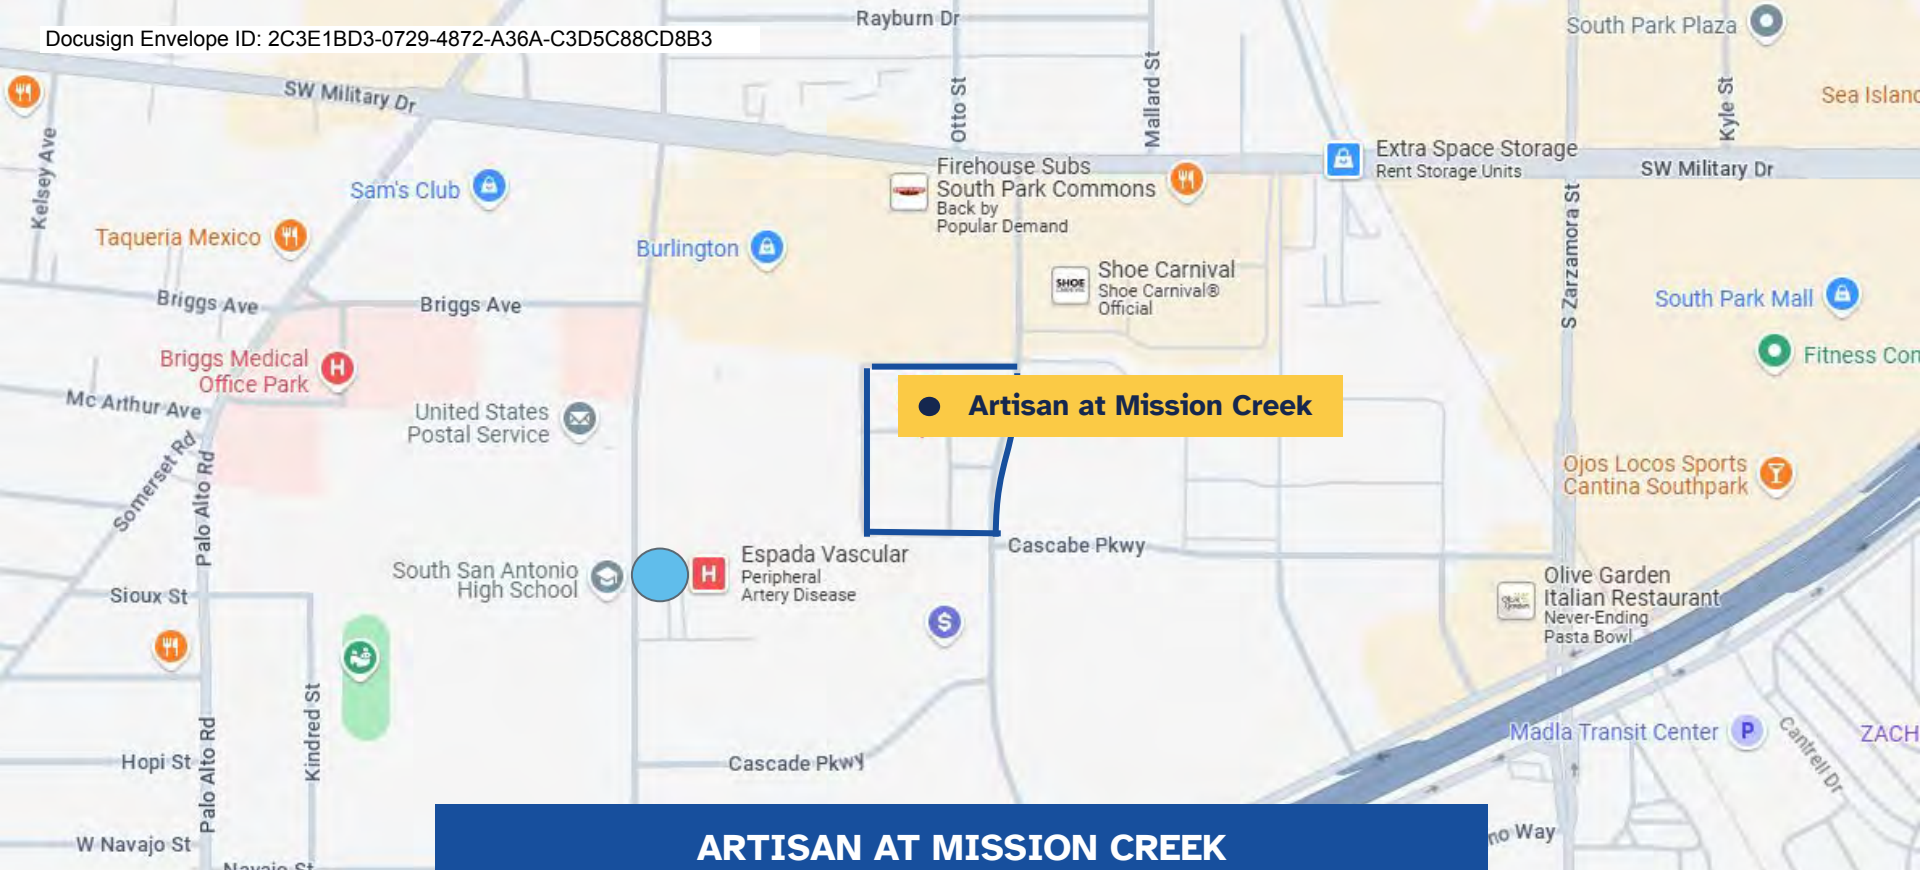 Docusign Envelope ID: 2C3E1BD3-0729-4872-A36A-C3D5C88CD8B3
Rayburn Dr
South Park Plaza
SW Military Dr
Otto St
Mallard St
Kyle St
Sea Island
Kelsey Ave
Sam's Club
Firehouse Subs
South Park Commons
Back by
Popular Demand
Extra Space Storage
Rent Storage Units
SW Military Dr
Taqueria Mexico
Burlington
Shoe Carnival
Shoe Carnival®
Official
SHOE
S Zarzamora St
South Park Mall
Briggs Ave
Briggs Ave
Briggs Medical
Office Park
H
Fitness Con
Mc Arthur Ave
United States
Postal Service
Artisan at Mission Creek
Somerset Rd
Palo Alto Rd
Ojos Locos Sports
Cantina Southpark
Cascabe Pkwy
South San Antonio
High School
H
Espada Vascular
Peripheral
Artery Disease
Olive Garden
Italian Restaurant
Never-Ending
Pasta Bowl
Sioux St
$
Kindred St
Palo Alto Rd
Hopi St
Cascade Pkwy
Madla Transit Center
P
Cantrell Dr
ZACH
W Navajo St
Navajo St
ARTISAN AT MISSION CREEK
no Way